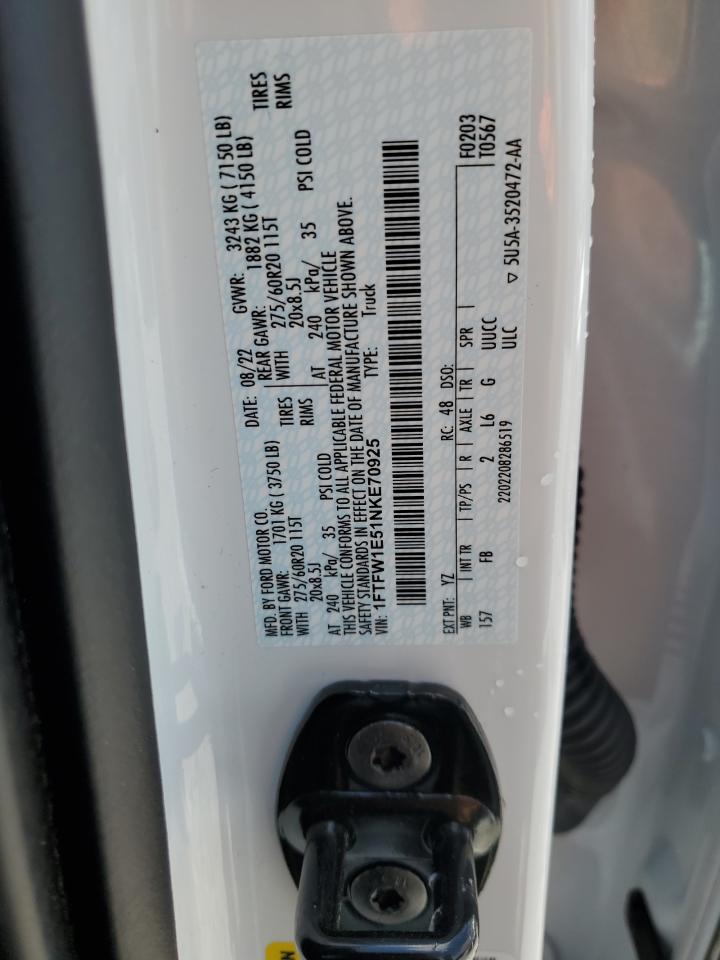 MFD. BY FORD MOTOR CO.
DATE: 08/22 GVWR: 3243 KG ( 7150 LB)
FRONT GAWR: 1701 KG ( 3750 LB)
REAR GAWR: 1882 KG ( 4150 LB)
WITH 275/60R20 115T TIRES
WITH 275/60R20 115T TIRES
20x8.5J RIMS
20x8.5J RIMS
AT 240 kPa/ 35 PSI COLD
AT 240 kPa/ 35 PSI COLD
THIS VEHICLE CONFORMS TO ALL APPLICABLE FEDERAL MOTOR VEHICLE
SAFETY STANDARDS IN EFFECT ON THE DATE OF MANUFACTURE SHOWN ABOVE.
VIN: 1FTFW1E51NKE70925 TYPE: Truck
EXT PNT: YZ RC: 48 DSO: F0203
WB INT TR TP/PS R AXLE TR SPR T0567
157 FB 2 L6 G UUCC
2202208286519 ULC ▽ 5U5A-3520472-AA